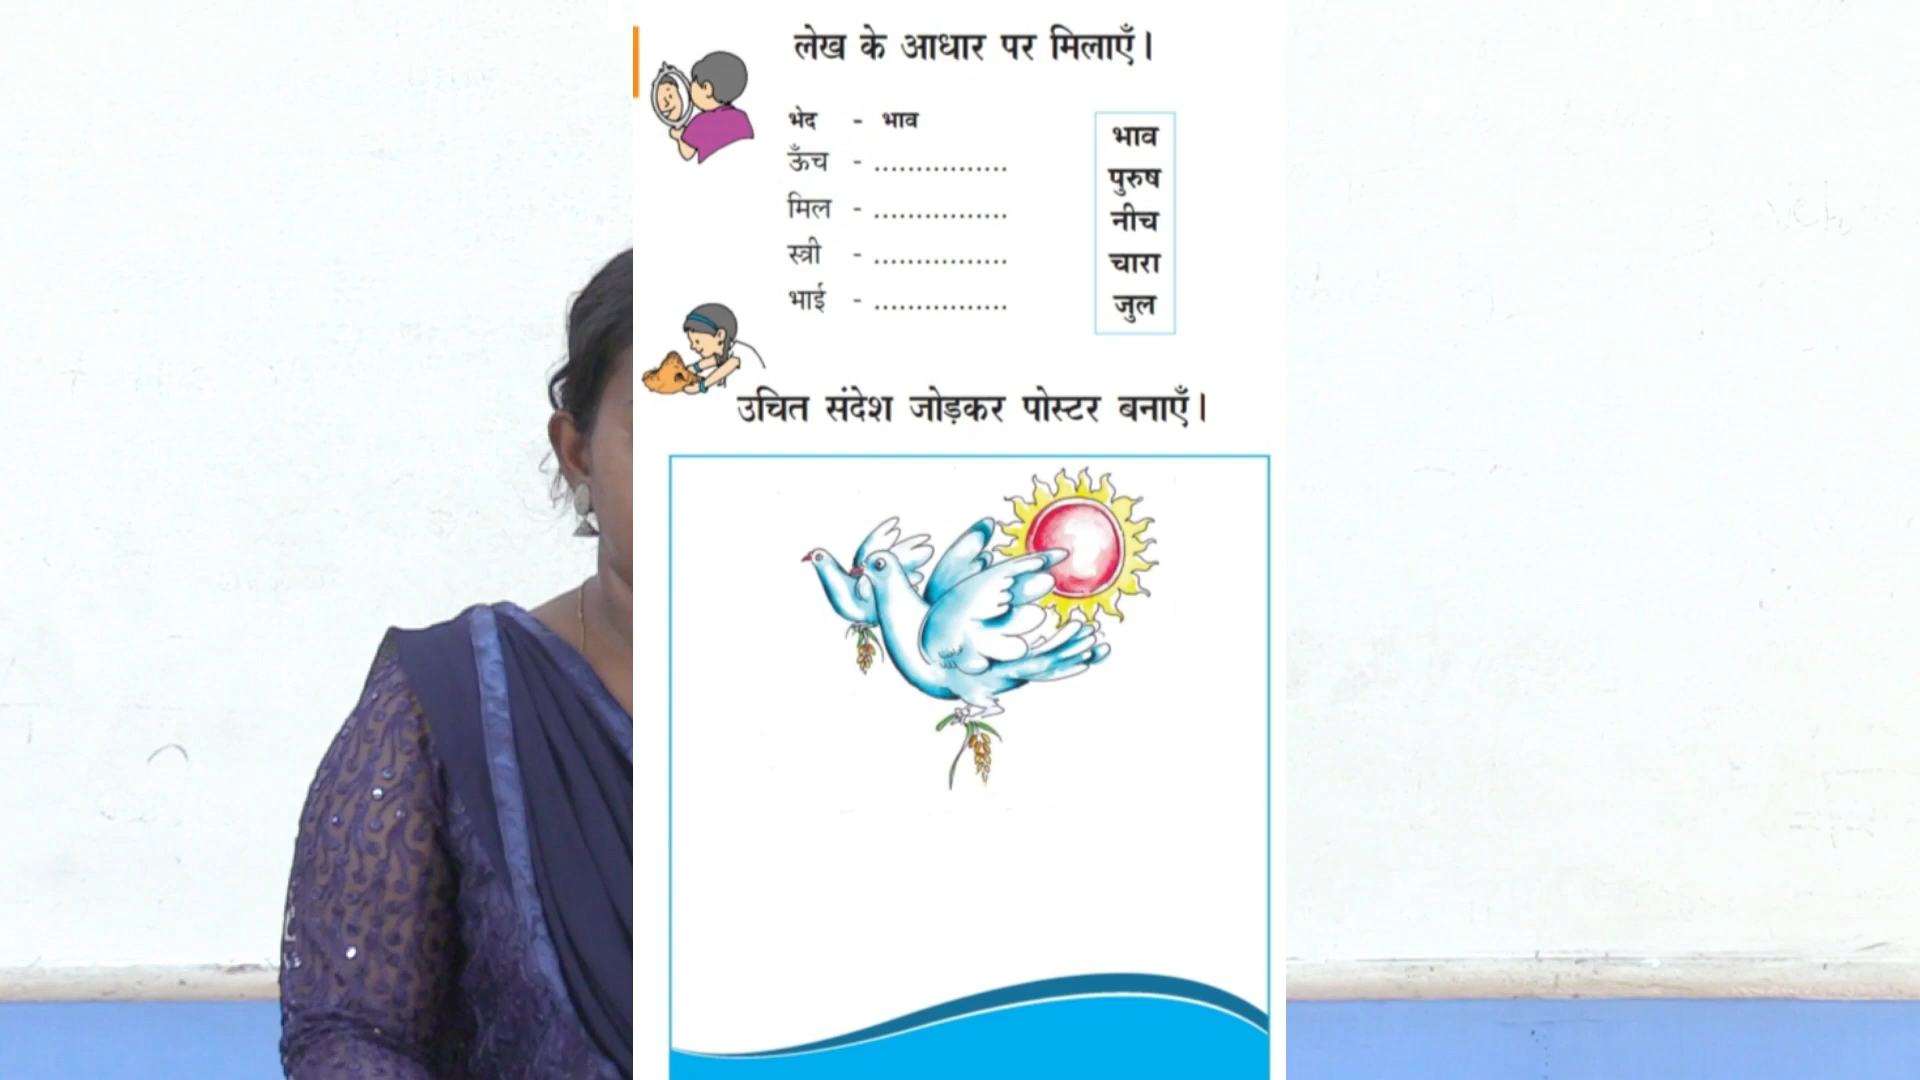 लेख के आधार पर मिलाएँ।
भेद - भाव
ऊँच - ................
मिल - ................
स्त्री - ................
भाई - ................
भाव
पुरुष
नीच
चारा
जुल
उचित संदेश जोड़कर पोस्टर बनाएँ।